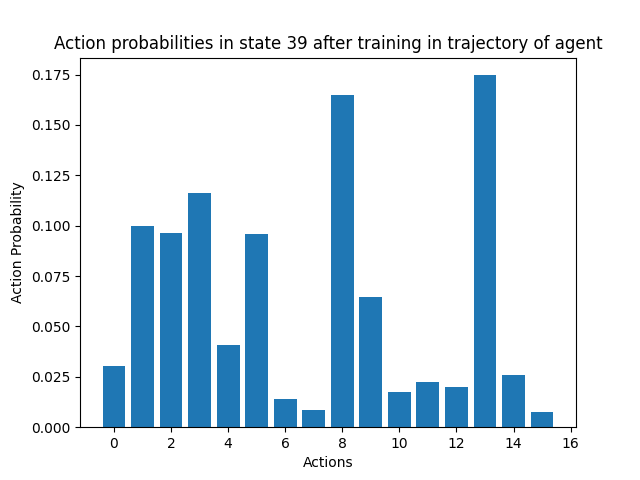 Action probabilities in state 39 after training in trajectory of agent
0.175
0.150
0.125
0.100
0.075
0.050
0.025
0.000
Action Probability
0 2 4 6 8 10 12 14 16
Actions